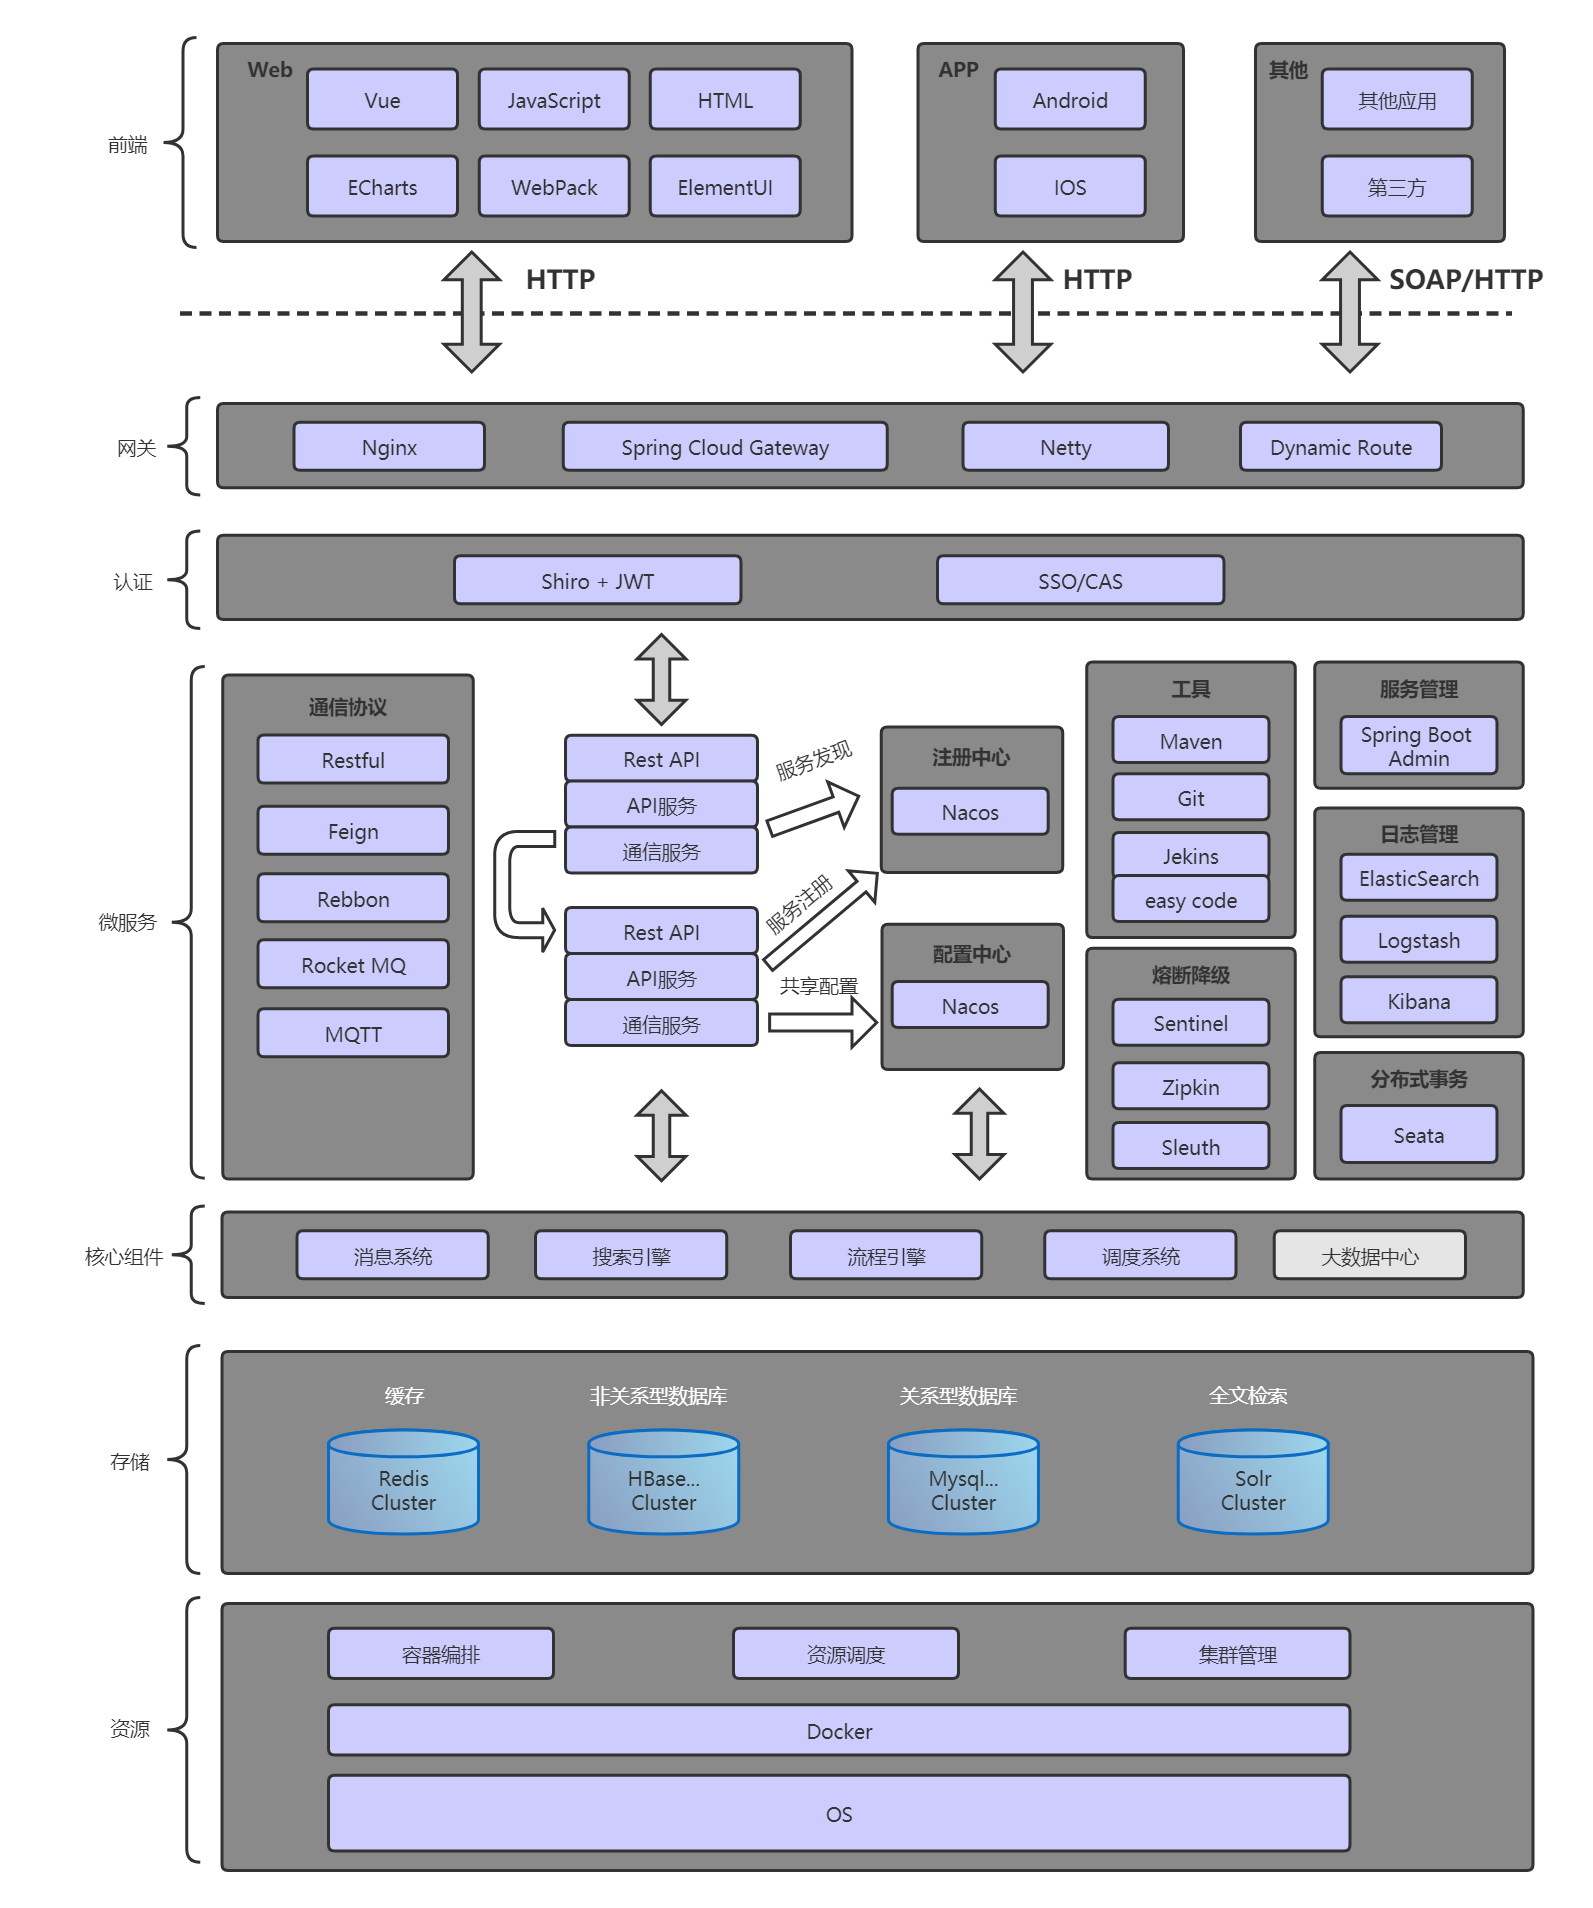 前端
Web
Vue
JavaScript
HTML
ECharts
WebPack
ElementUI
APP
Android
IOS
其他
其他应用
第三方
HTTP
HTTP
SOAP/HTTP
网关
Nginx
Spring Cloud Gateway
Netty
Dynamic Route
认证
Shiro + JWT
SSO/CAS
微服务
通信协议
Restful
Feign
Rebbon
Rocket MQ
MQTT
Rest API
API服务
通信服务
Rest API
API服务
通信服务
服务发现
服务注册
共享配置
注册中心
Nacos
配置中心
Nacos
工具
Maven
Git
Jekins
easy code
熔断降级
Sentinel
Zipkin
Sleuth
服务管理
Spring Boot
Admin
日志管理
ElasticSearch
Logstash
Kibana
分布式事务
Seata
核心组件
消息系统
搜索引擎
流程引擎
调度系统
大数据中心
存储
缓存
Redis
Cluster
非关系型数据库
HBase...
Cluster
关系型数据库
Mysql...
Cluster
全文检索
Solr
Cluster
资源
容器编排
资源调度
集群管理
Docker
OS